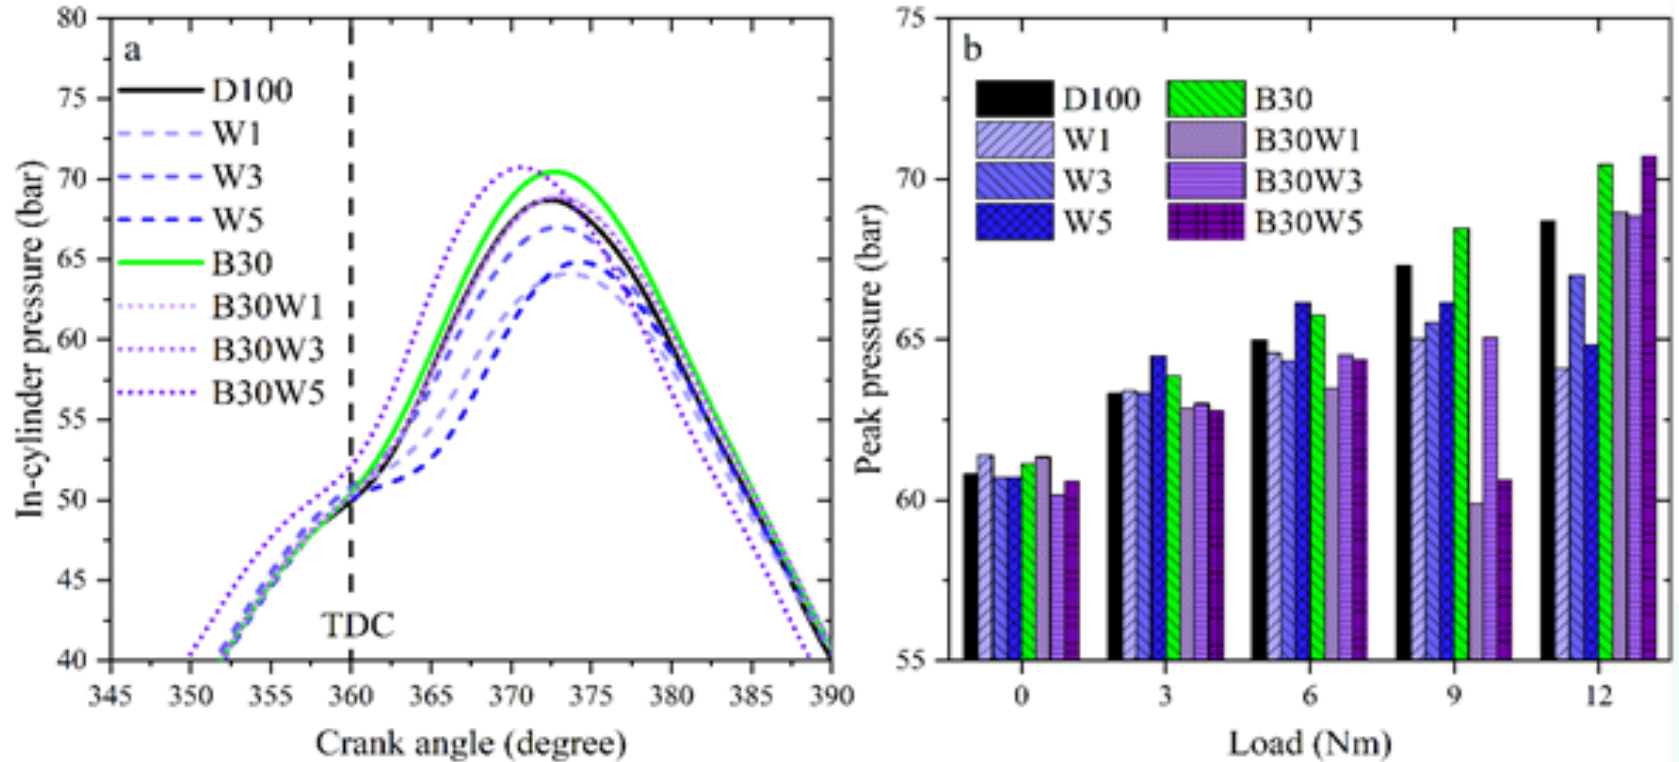 a
D100
W1
W3
W5
B30
B30W1
B30W3
B30W5
TDC
In-cylinder pressure (bar)
80
75
70
65
60
55
50
45
40
345 350 355 360 365 370 375 380 385 390
Crank angle (degree)
b
D100 B30
W1 B30W1
W3 B30W3
W5 B30W5
Peak pressure (bar)
75
70
65
60
55
0 3 6 9 12
Load (Nm)